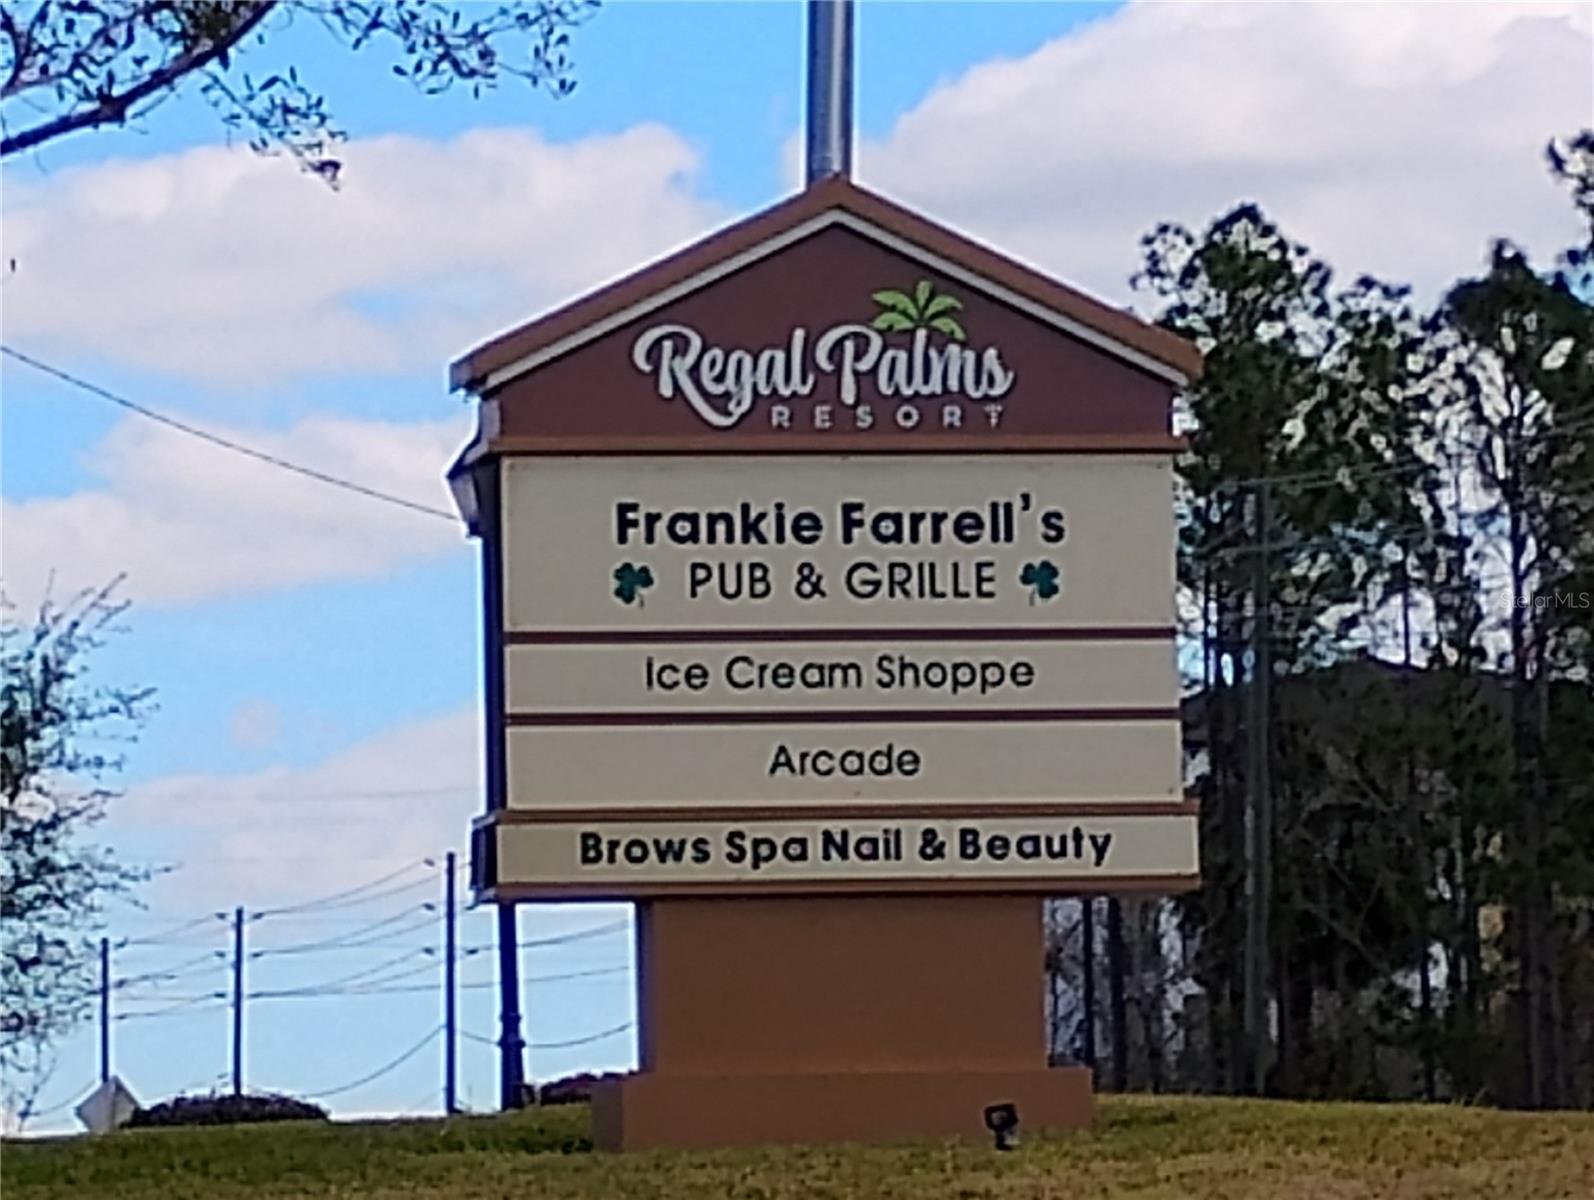 Regal Palms
RESORT
Frankie Farrell's
PUB & GRILLE
Ice Cream Shoppe
Arcade
Brows Spa Nail & Beauty
StellarMLS